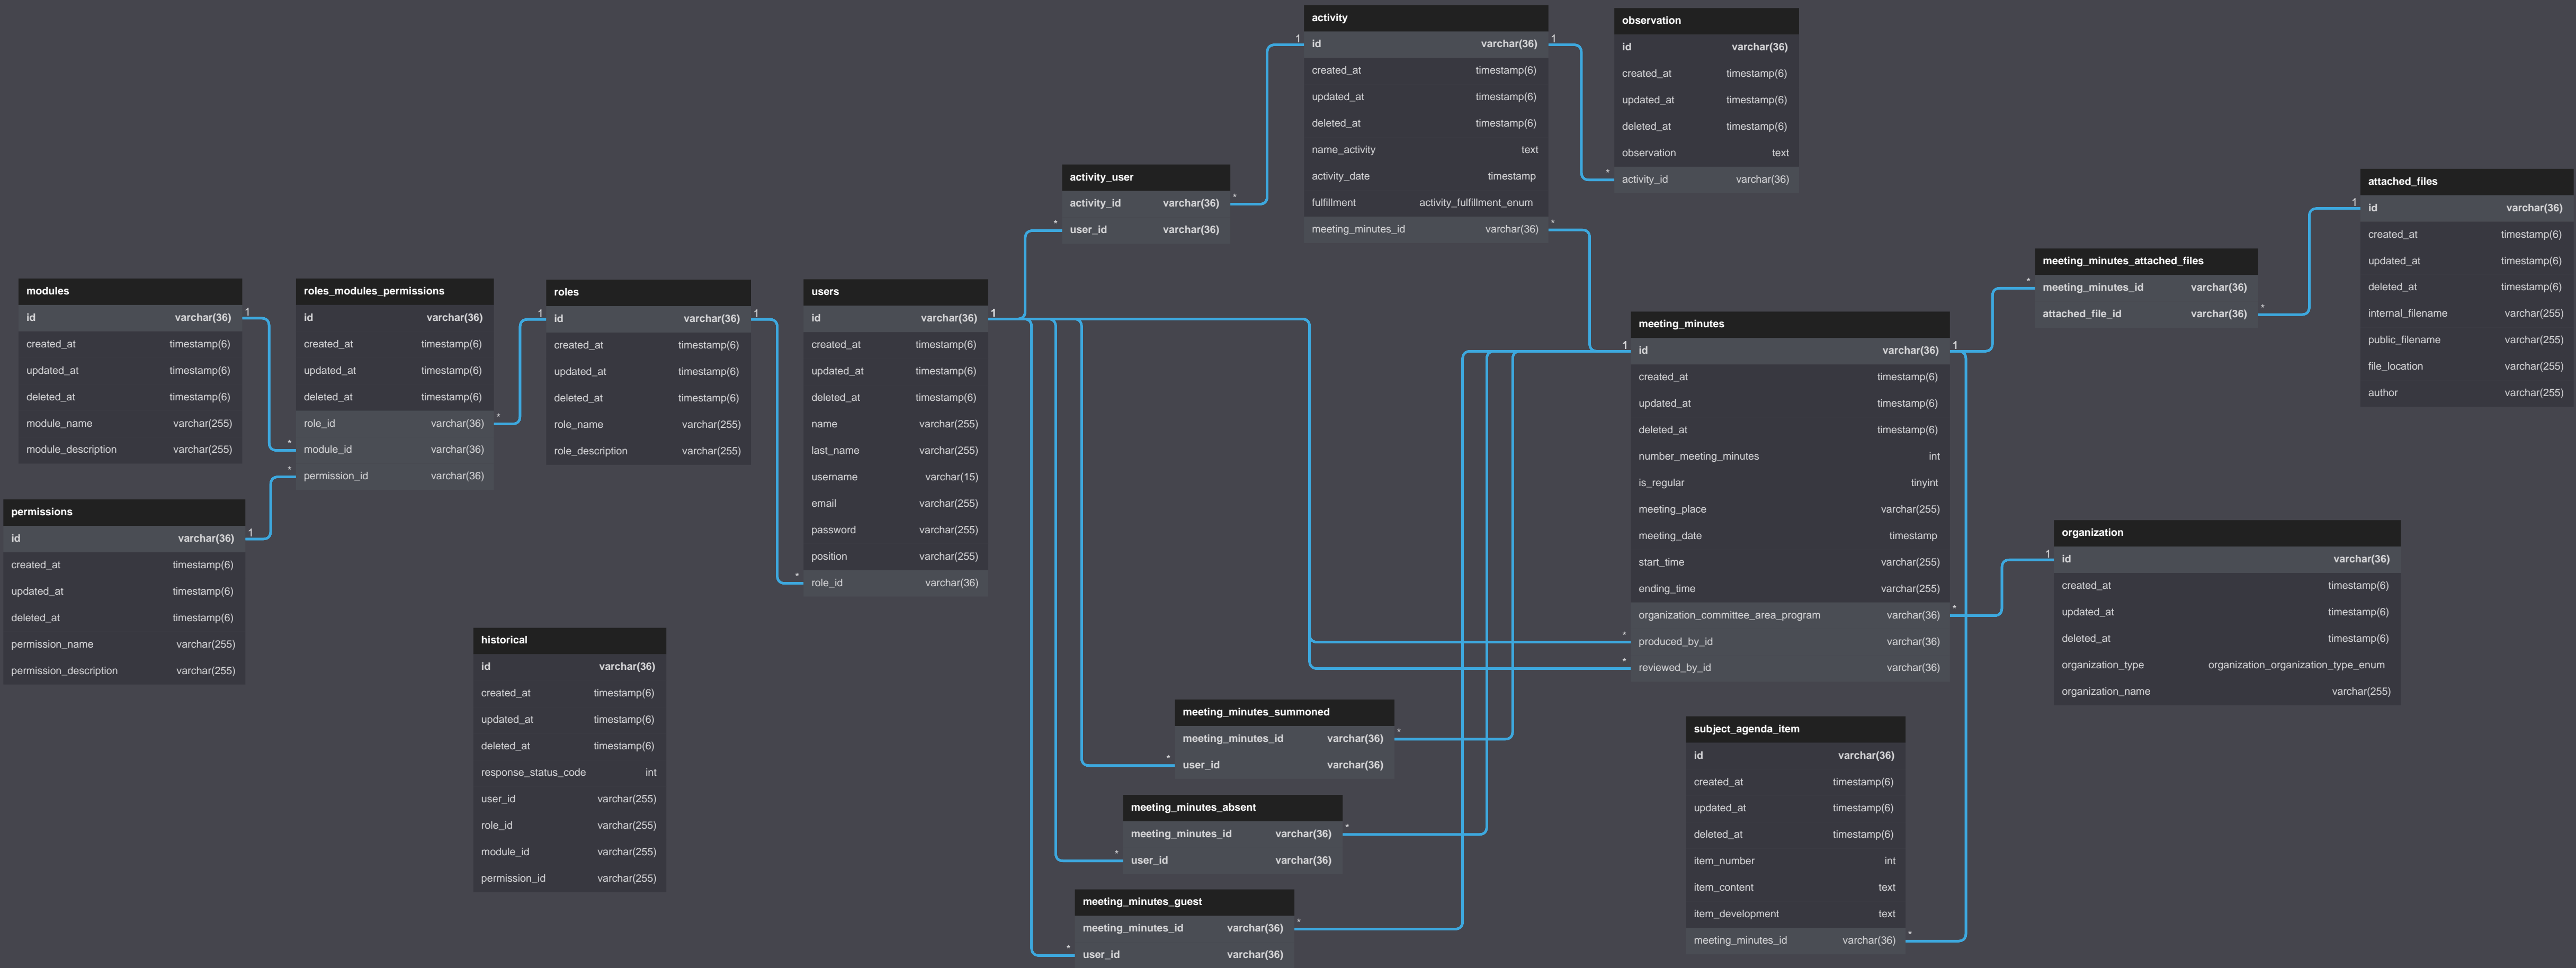 modules
id varchar(36) 1
created_at timestamp(6)
updated_at timestamp(6)
deleted_at timestamp(6)
module_name varchar(255)
module_description varchar(255)
permissions
id varchar(36) 1
created_at timestamp(6)
updated_at timestamp(6)
deleted_at timestamp(6)
permission_name varchar(255)
permission_description varchar(255)
roles_modules_permissions
id varchar(36)
created_at timestamp(6)
updated_at timestamp(6)
deleted_at timestamp(6)
role_id varchar(36) *
* module_id varchar(36)
* permission_id varchar(36)
historical
id varchar(36)
created_at timestamp(6)
updated_at timestamp(6)
deleted_at timestamp(6)
response_status_code int
user_id varchar(255)
role_id varchar(255)
module_id varchar(255)
permission_id varchar(255)
roles
1 id varchar(36) 1
created_at timestamp(6)
updated_at timestamp(6)
deleted_at timestamp(6)
role_name varchar(255)
role_description varchar(255)
users
id varchar(36) 1
created_at timestamp(6)
updated_at timestamp(6)
deleted_at timestamp(6)
name varchar(255)
last_name varchar(255)
username varchar(15)
email varchar(255)
password varchar(255)
position varchar(255)
* role_id varchar(36)
activity_user
activity_id varchar(36) *
* user_id varchar(36)
activity
1 id varchar(36) 1
created_at timestamp(6)
updated_at timestamp(6)
deleted_at timestamp(6)
name_activity text
activity_date timestamp
fulfillment activity_fulfillment_enum
meeting_minutes_id varchar(36) *
observation
id varchar(36)
created_at timestamp(6)
updated_at timestamp(6)
deleted_at timestamp(6)
observation text
* activity_id varchar(36)
meeting_minutes_summoned
meeting_minutes_id varchar(36) *
* user_id varchar(36)
meeting_minutes_absent
meeting_minutes_id varchar(36) *
* user_id varchar(36)
meeting_minutes_guest
meeting_minutes_id varchar(36) *
* user_id varchar(36)
meeting_minutes
1 id varchar(36) 1
created_at timestamp(6)
updated_at timestamp(6)
deleted_at timestamp(6)
number_meeting_minutes int
is_regular tinyint
meeting_place varchar(255)
meeting_date timestamp
start_time varchar(255)
ending_time varchar(255)
organization_committee_area_program varchar(36) *
* produced_by_id varchar(36)
* reviewed_by_id varchar(36)
subject_agenda_item
id varchar(36)
created_at timestamp(6)
updated_at timestamp(6)
deleted_at timestamp(6)
item_number int
item_content text
item_development text
meeting_minutes_id varchar(36) *
meeting_minutes_attached_files
* meeting_minutes_id varchar(36)
attached_file_id varchar(36) *
attached_files
1 id varchar(36)
created_at timestamp(6)
updated_at timestamp(6)
deleted_at timestamp(6)
internal_filename varchar(255)
public_filename varchar(255)
file_location varchar(255)
author varchar(255)
organization
1 id varchar(36)
created_at timestamp(6)
updated_at timestamp(6)
deleted_at timestamp(6)
organization_type organization_organization_type_enum
organization_name varchar(255)